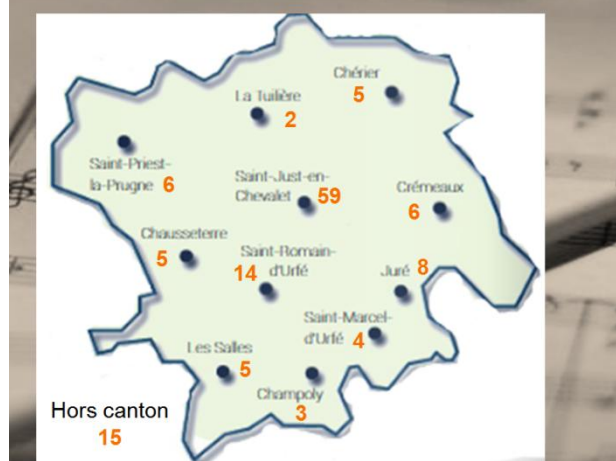 Chérier
5
La Tuilière
2
Saint-Priest-
la-Prugne 6
Saint-Just-en-
Chevalet 59
Crémeaux
6
Chausseterre
5
Saint-Romain-
d'Urfé
14
Juré 8
Saint-Marcel-
d'Urfé 4
Les Salles
5
Champoly
3
Hors canton
15